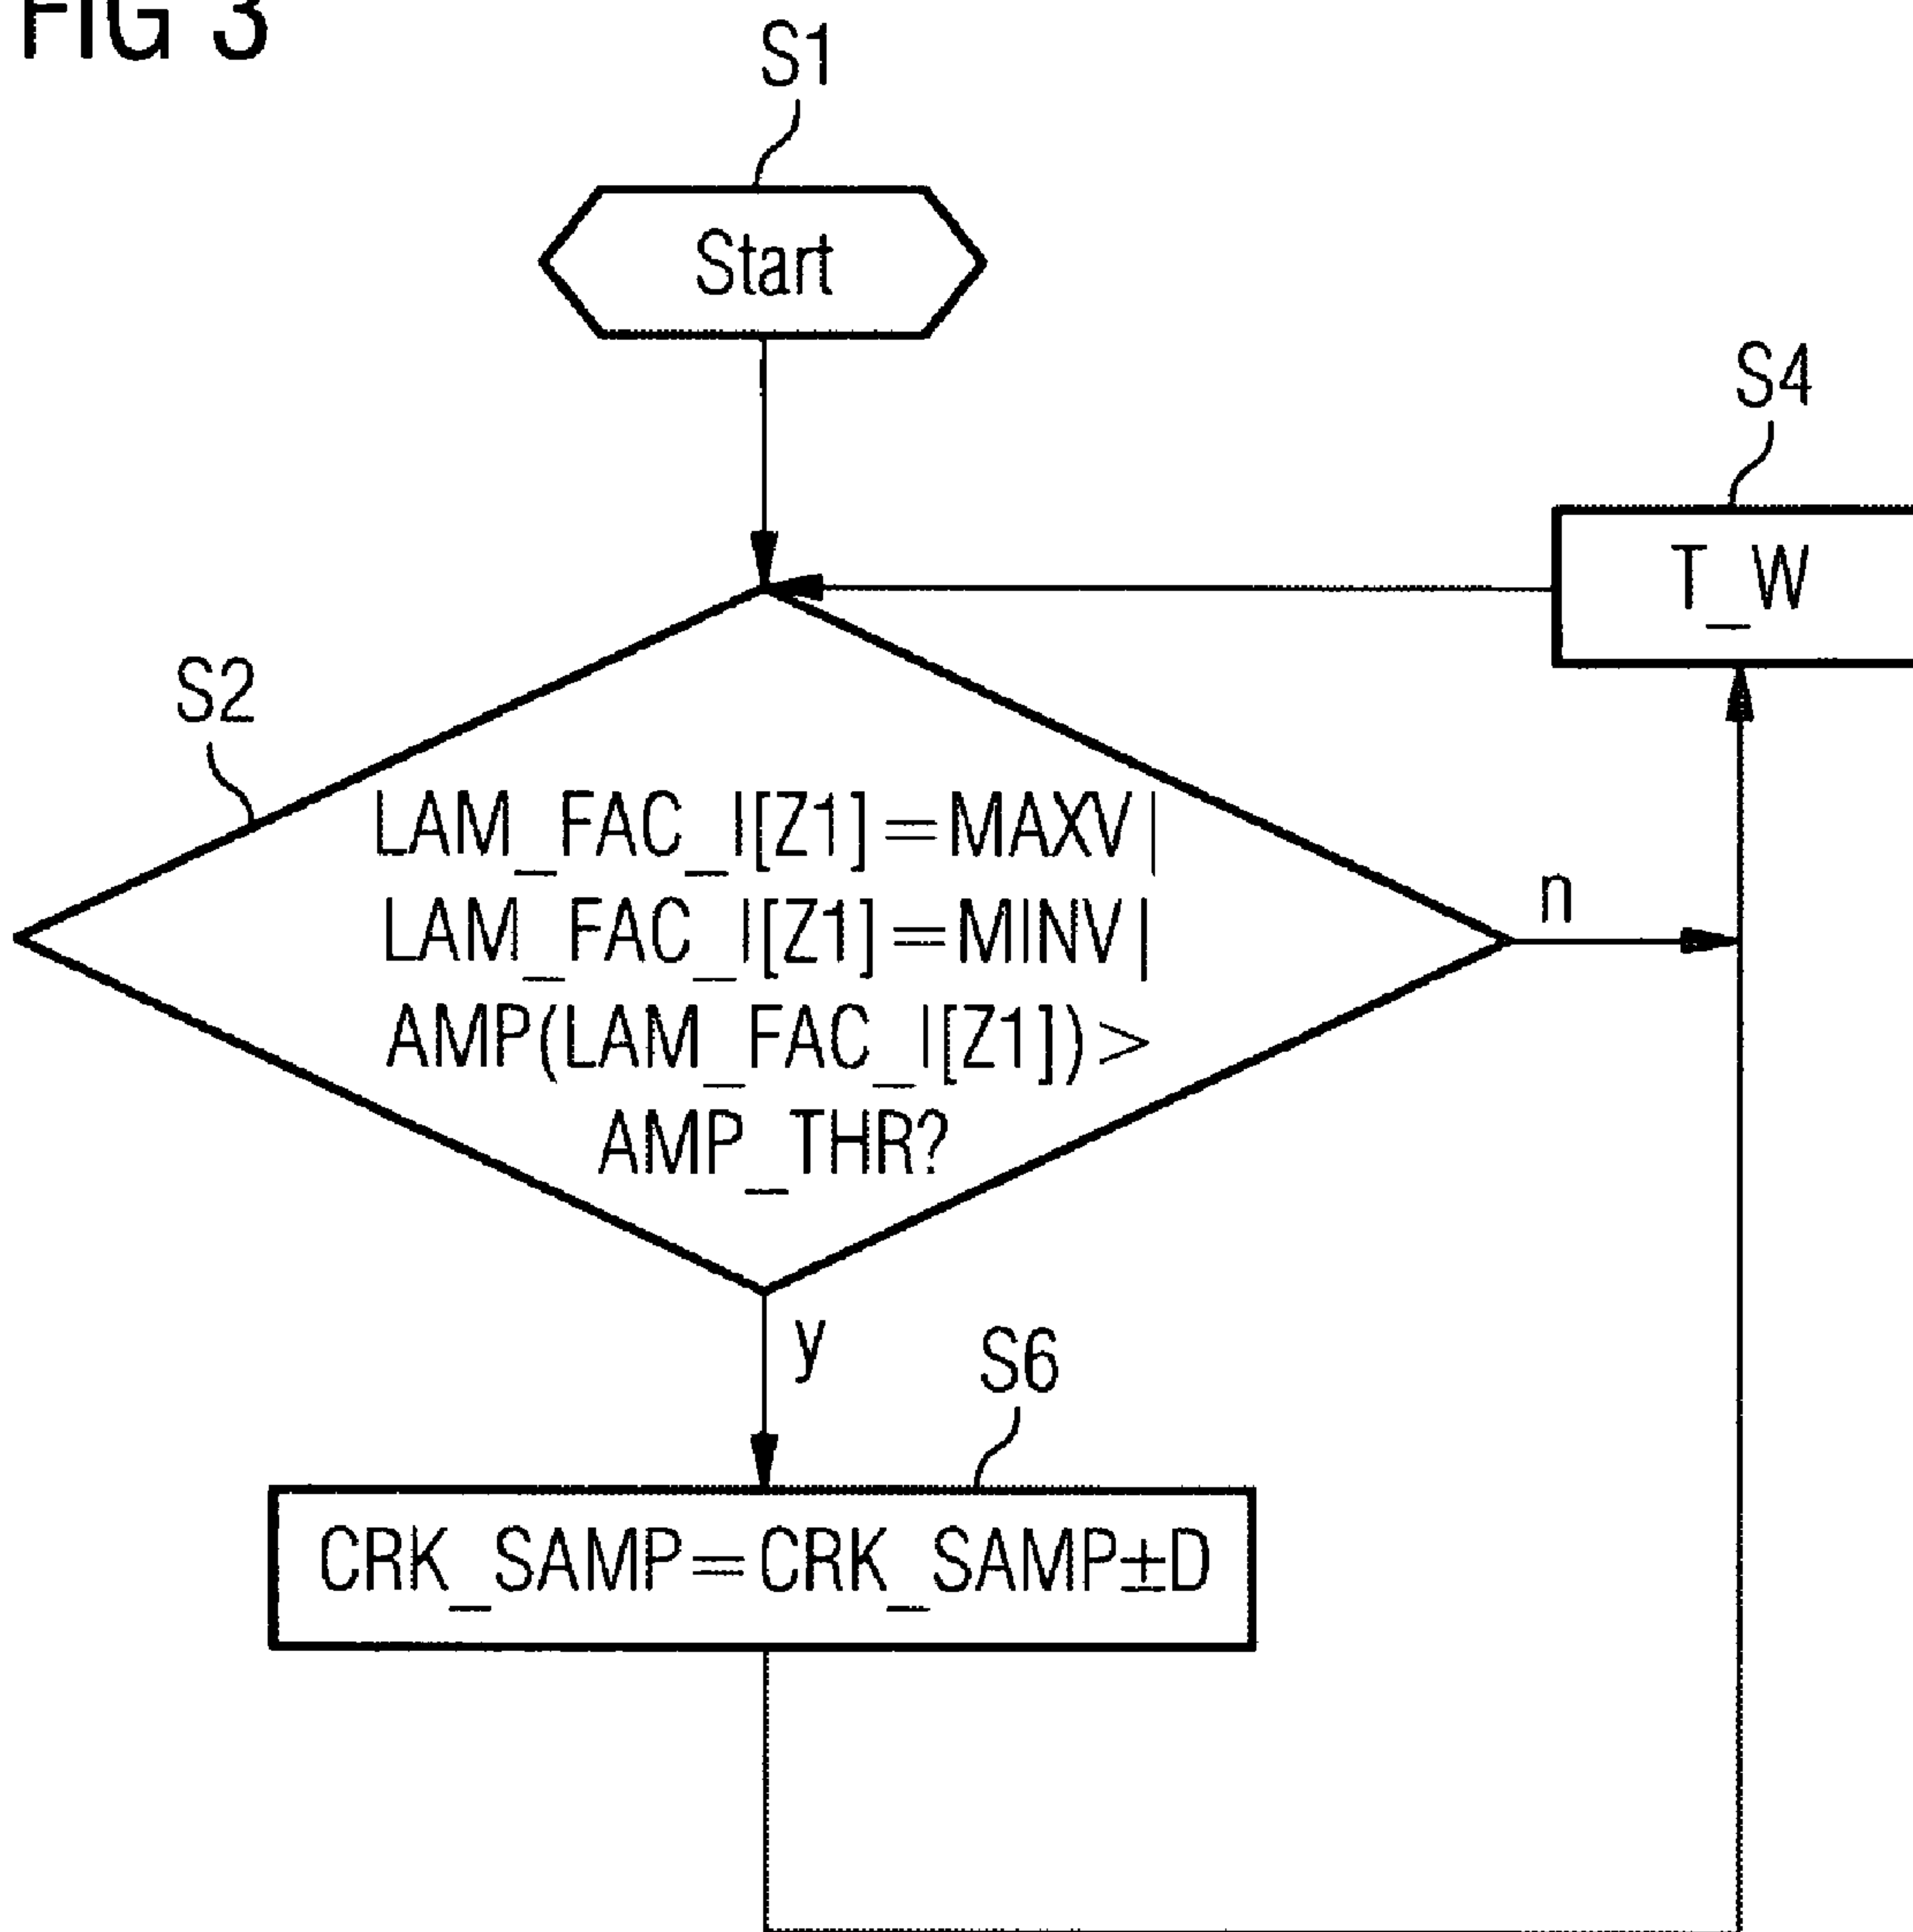 FIG 3
S1
Start
S4
T_W
S2
LAM_FAC_I[Z1]=MAXV|
LAM_FAC_I[Z1]=MINV|
AMP(LAM_FAC_I[Z1])>
AMP_THR?
n
y
S6
CRK_SAMP=CRK_SAMP±D